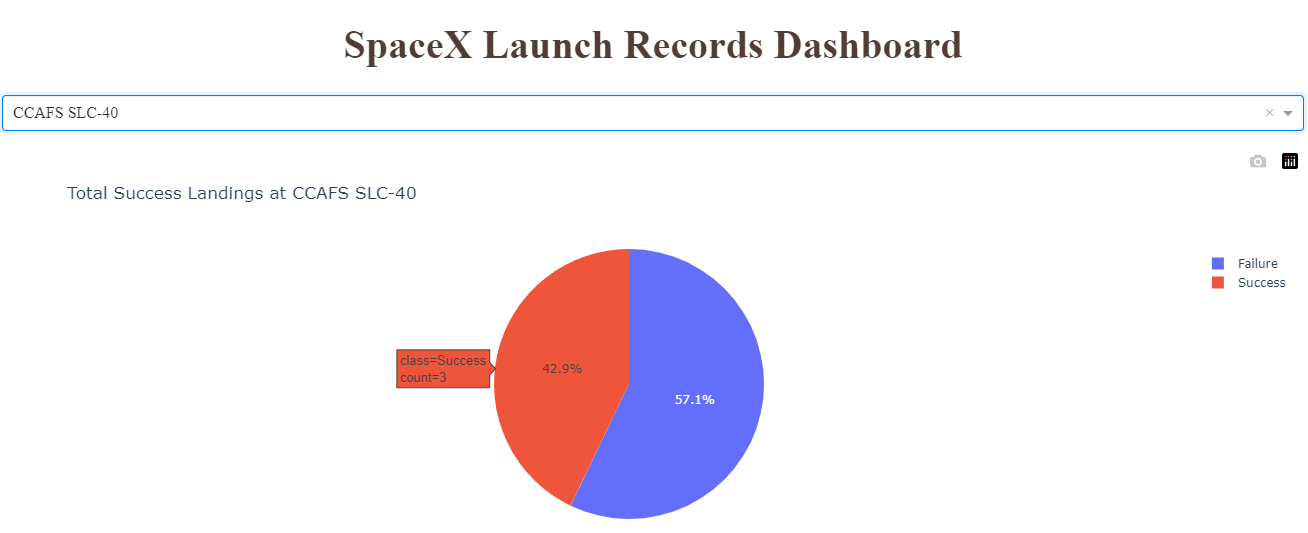 SpaceX Launch Records Dashboard
CCAFS SLC-40
×
Total Success Landings at CCAFS SLC-40
Failure
Success
class=Success
count=3
42.9%
57.1%